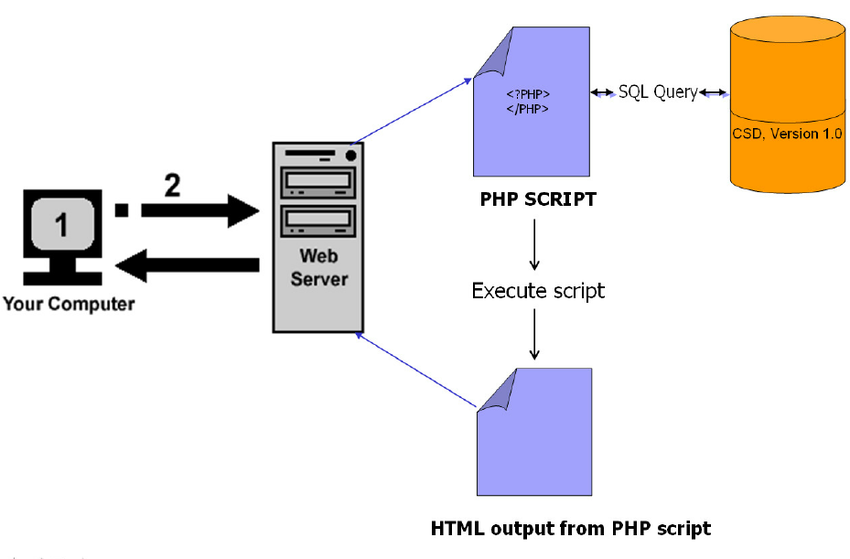 <?PHP>
</PHP>
SQL Query
CSD, Version 1.0
PHP SCRIPT
2
1
Web
Server
Your Computer
Execute script
HTML output from PHP script